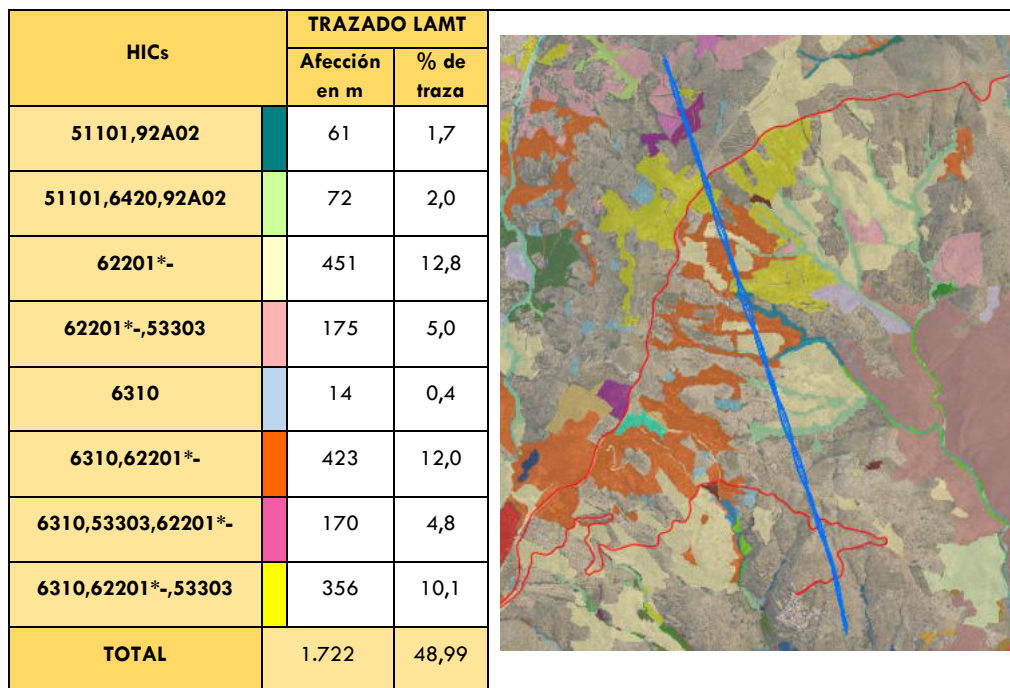 HICs
TRAZADO LAMT
Afección
en m
% de
traza
51101,92A02 61 1,7
51101,6420,92A02 72 2,0
62201*- 451 12,8
62201*-,53303 175 5,0
6310 14 0,4
6310,62201*- 423 12,0
6310,53303,62201*- 170 4,8
6310,62201*-,53303 356 10,1
TOTAL 1.722 48,99